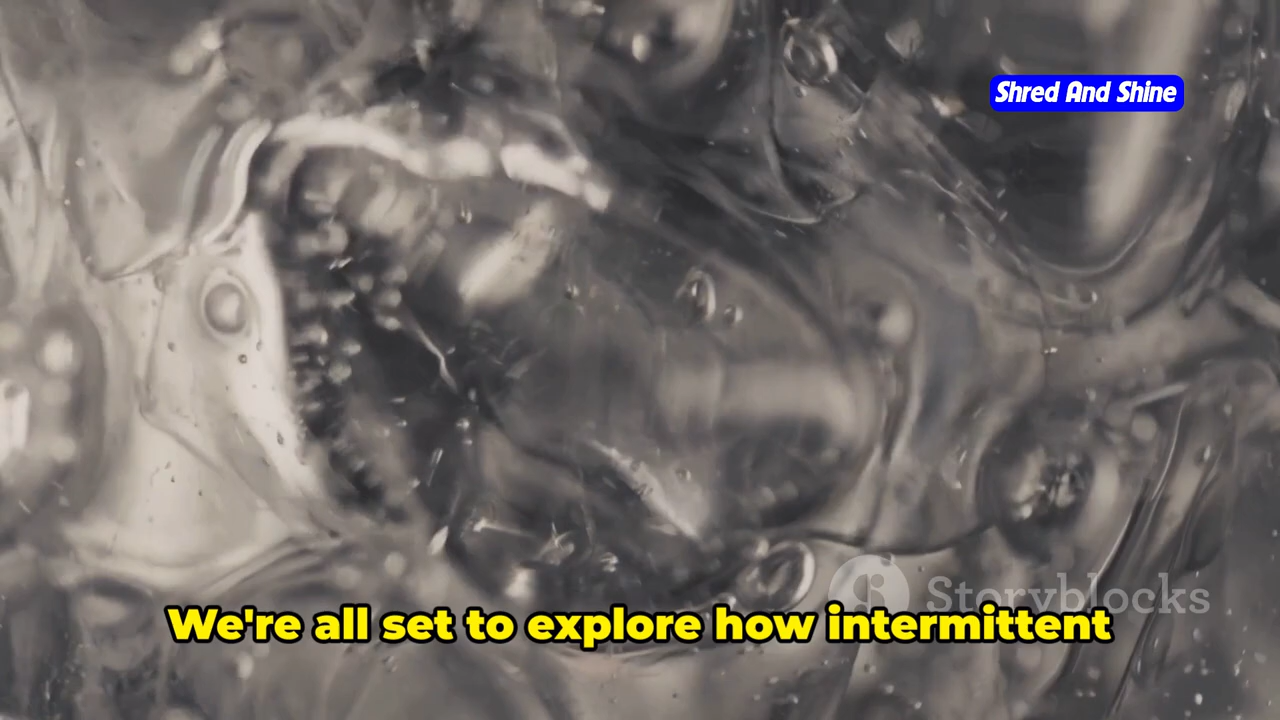 Shred And Shine
Storyblocks
We're all set to explore how intermittent